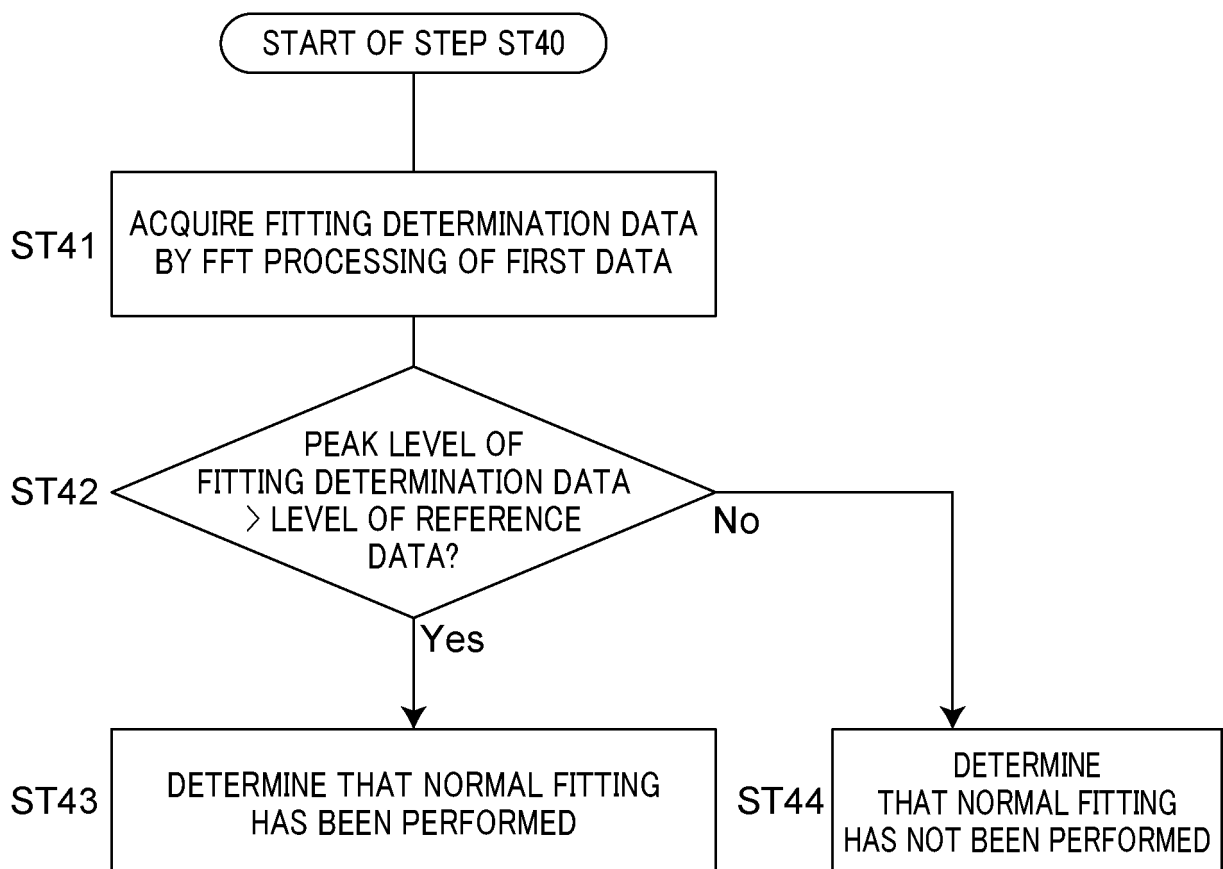 START OF STEP ST40
ST41
ACQUIRE FITTING DETERMINATION DATA
BY FFT PROCESSING OF FIRST DATA
ST42
PEAK LEVEL OF
FITTING DETERMINATION DATA
> LEVEL OF REFERENCE
DATA?
No
Yes
ST43
DETERMINE THAT NORMAL FITTING
HAS BEEN PERFORMED
ST44
DETERMINE
THAT NORMAL FITTING
HAS NOT BEEN PERFORMED